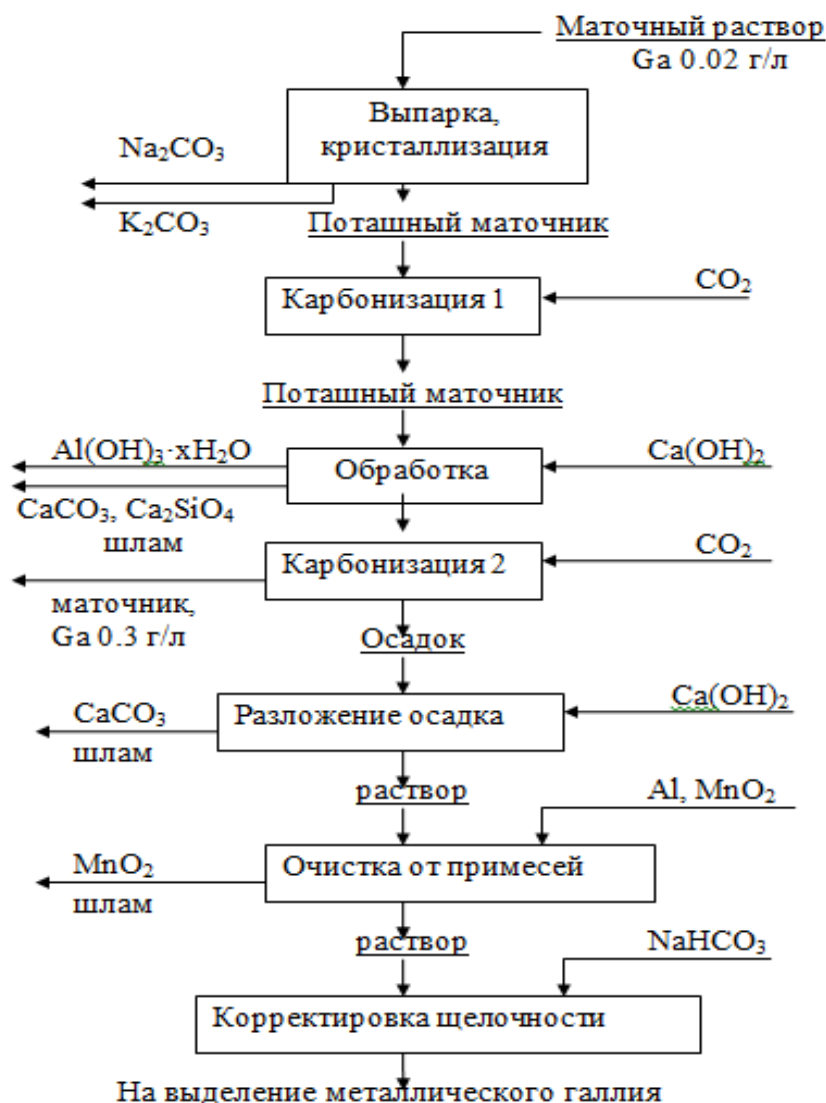 Маточный раствор
Ga 0.02 г/л
Выпарка,
кристаллизация
Na₂CO₃
K₂CO₃
Поташный маточник
CO₂
Карбонизация 1
Поташный маточник
Al(OH)₃·xH₂O
Ca(OH)₂
Обработка
CaCO₃, Ca₂SiO₄
шлам
CO₂
Карбонизация 2
маточник,
Ga 0.3 г/л
Осадок
Ca(OH)₂
CaCO₃
Разложение осадка
шлам
раствор
Al, MnO₂
MnO₂
Очистка от примесей
шлам
раствор
NaHCO₃
Корректировка щелочности
На выделение металлического галлия